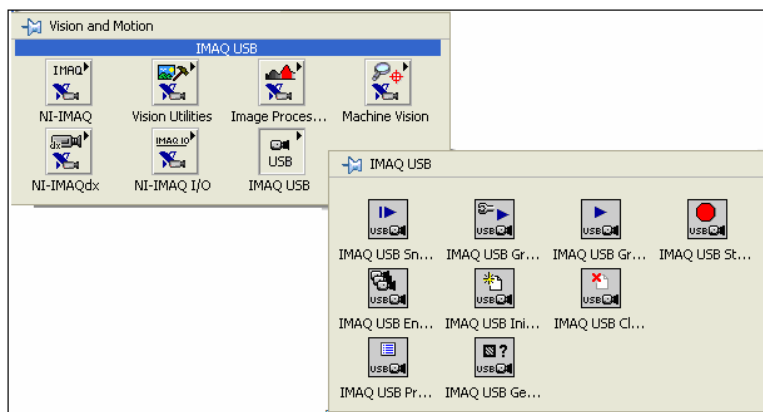 Vision and Motion
IMAQ USB
IMAQ
IMAQ IO
NI-IMAQ Vision Utilities Image Proces... Machine Vision
dx
USB
NI-IMAQdx NI-IMAQ I/O IMAQ USB
IMAQ USB
USB USB USB USB
IMAQ USB Sn... IMAQ USB Gr... IMAQ USB Gr... IMAQ USB St...
USB USB USB
IMAQ USB En... IMAQ USB Ini... IMAQ USB Cl...
USB ? USB
IMAQ USB Pr... IMAQ USB Ge...